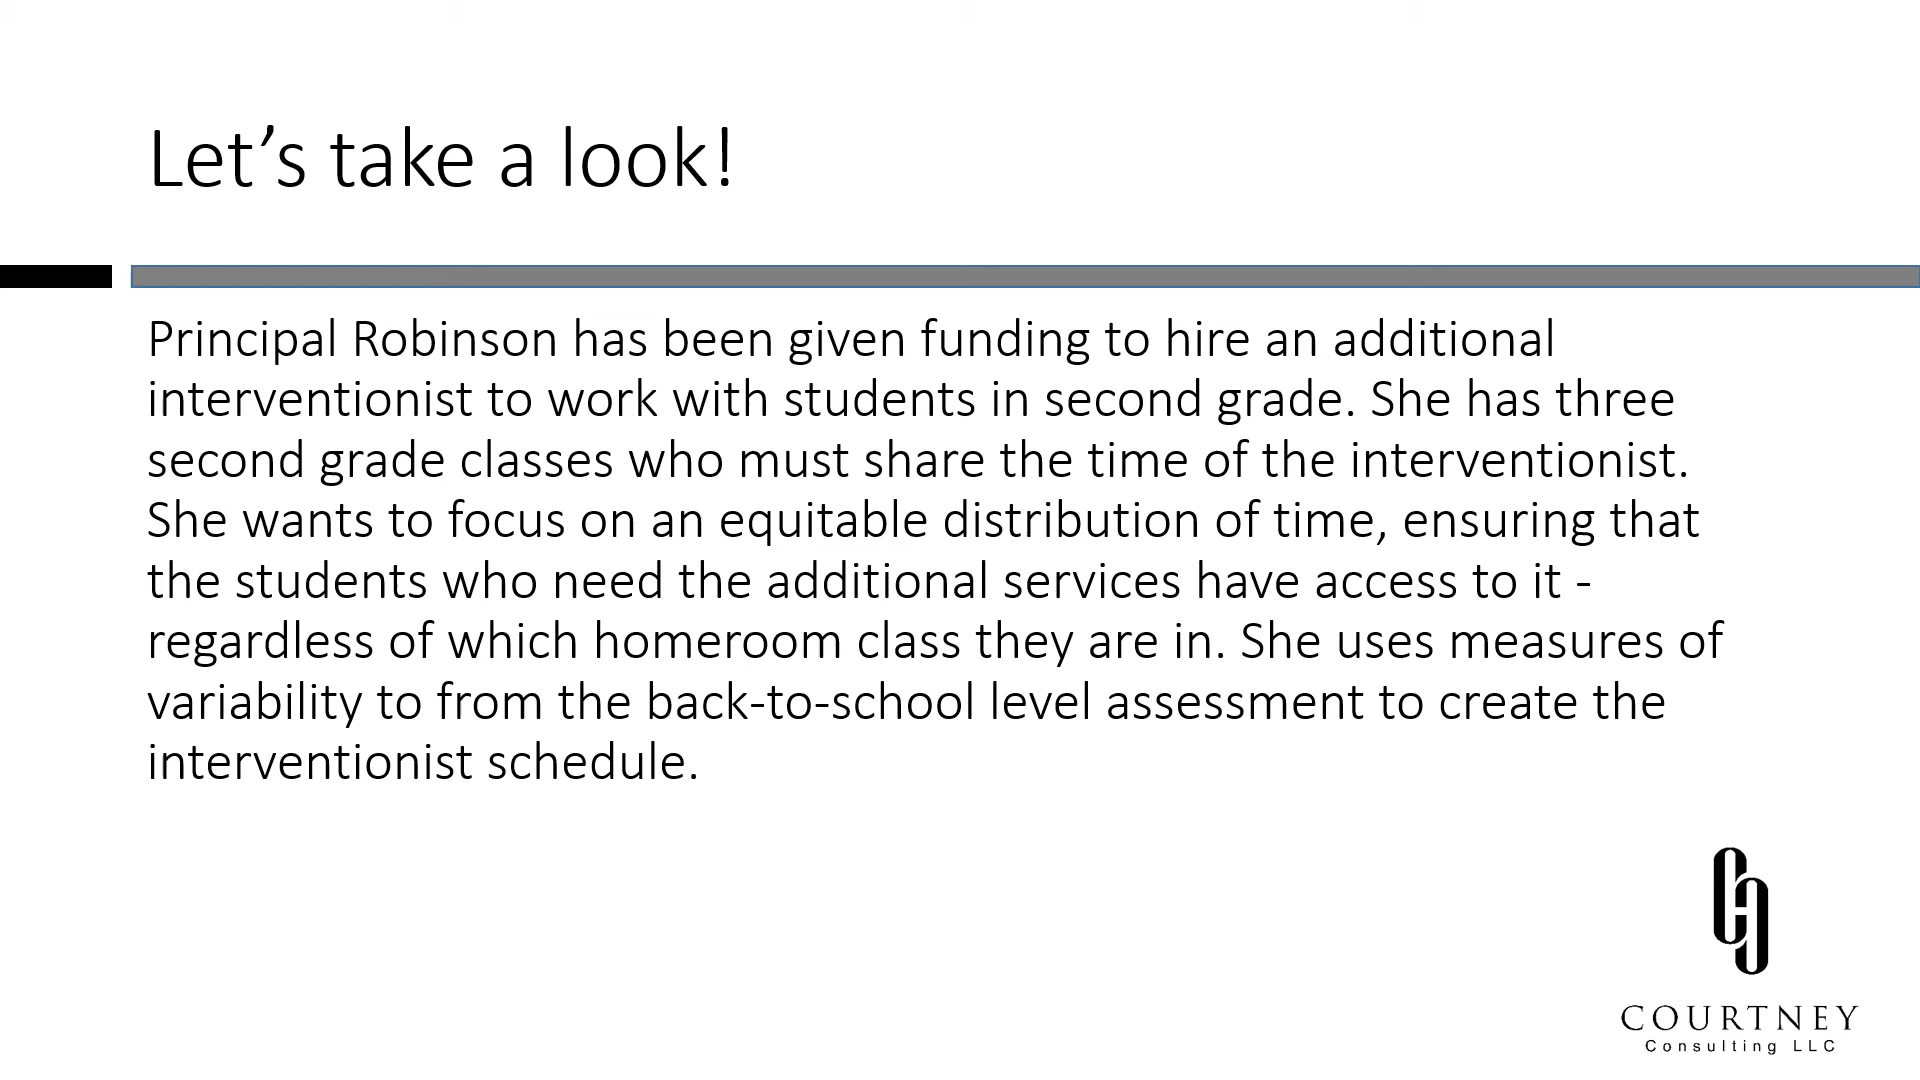 Let’s take a look!
Principal Robinson has been given funding to hire an additional
interventionist to work with students in second grade. She has three
second grade classes who must share the time of the interventionist.
She wants to focus on an equitable distribution of time, ensuring that
the students who need the additional services have access to it -
regardless of which homeroom class they are in. She uses measures of
variability to from the back-to-school level assessment to create the
interventionist schedule.
COURTNEY
Consulting LLC